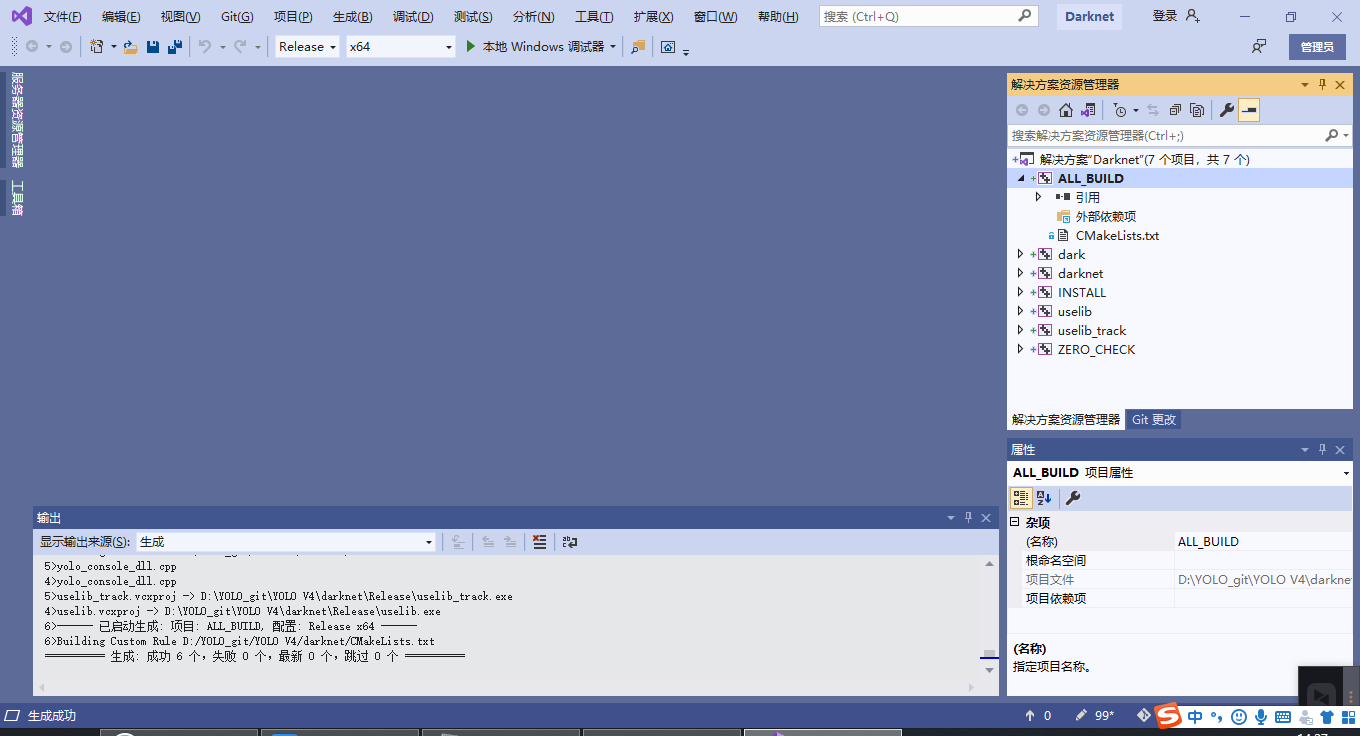 文件(F) 编辑(E) 视图(V) Git(G) 项目(P) 生成(B) 调试(D) 测试(S) 分析(N) 工具(T) 扩展(X) 窗口(W) 帮助(H) 搜索 (Ctrl+Q) Darknet 登录
Release x64 本地 Windows 调试器 管理员
服务器资源管理器
工具箱
解决方案资源管理器
搜索解决方案资源管理器(Ctrl+;)
解决方案"Darknet"(7 个项目，共 7 个)
ALL_BUILD
引用
外部依赖项
CMakeLists.txt
dark
darknet
INSTALL
uselib
uselib_track
ZERO_CHECK
解决方案资源管理器 Git 更改
属性
ALL_BUILD 项目属性
杂项
(名称) ALL_BUILD
根命名空间
项目文件 D:\YOLO_git\YOLO V4\darkne
项目依赖项
(名称)
指定项目名称。
输出
显示输出来源(S): 生成
5>yolo_console_dll.cpp
4>yolo_console_dll.cpp
5>uselib_track.vcxproj -> D:\YOLO_git\YOLO V4\darknet\Release\uselib_track.exe
4>uselib.vcxproj -> D:\YOLO_git\YOLO V4\darknet\Release\uselib.exe
6>------ 已启动生成: 项目: ALL_BUILD, 配置: Release x64 ------
6>Building Custom Rule D:/YOLO_git/YOLO V4/darknet/CMakeLists.txt
========== 生成: 成功 6 个，失败 0 个，最新 0 个，跳过 0 个 ==========
生成成功 0 99* 中